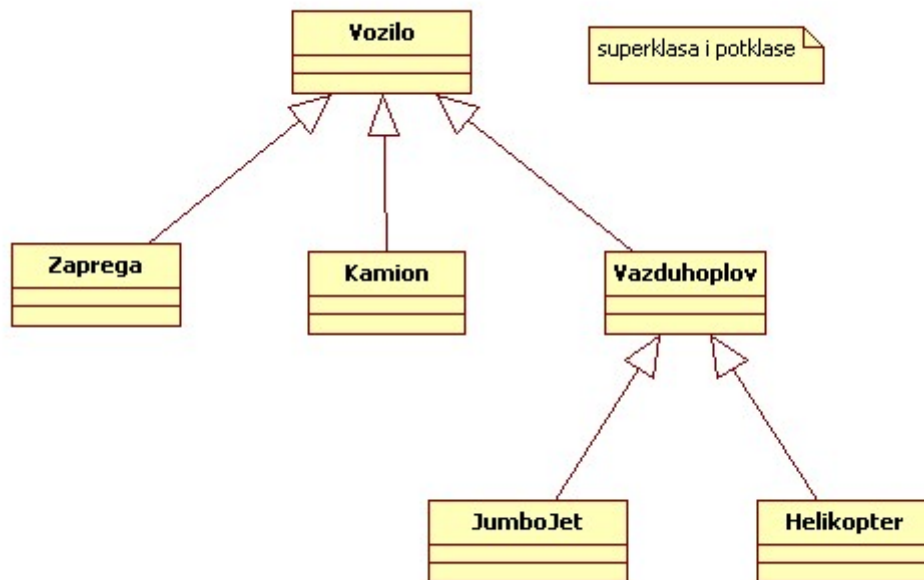 Vozilo
superklasa i potklase
Zaprega
Kamion
Vazduhoplov
JumboJet
Helikopter